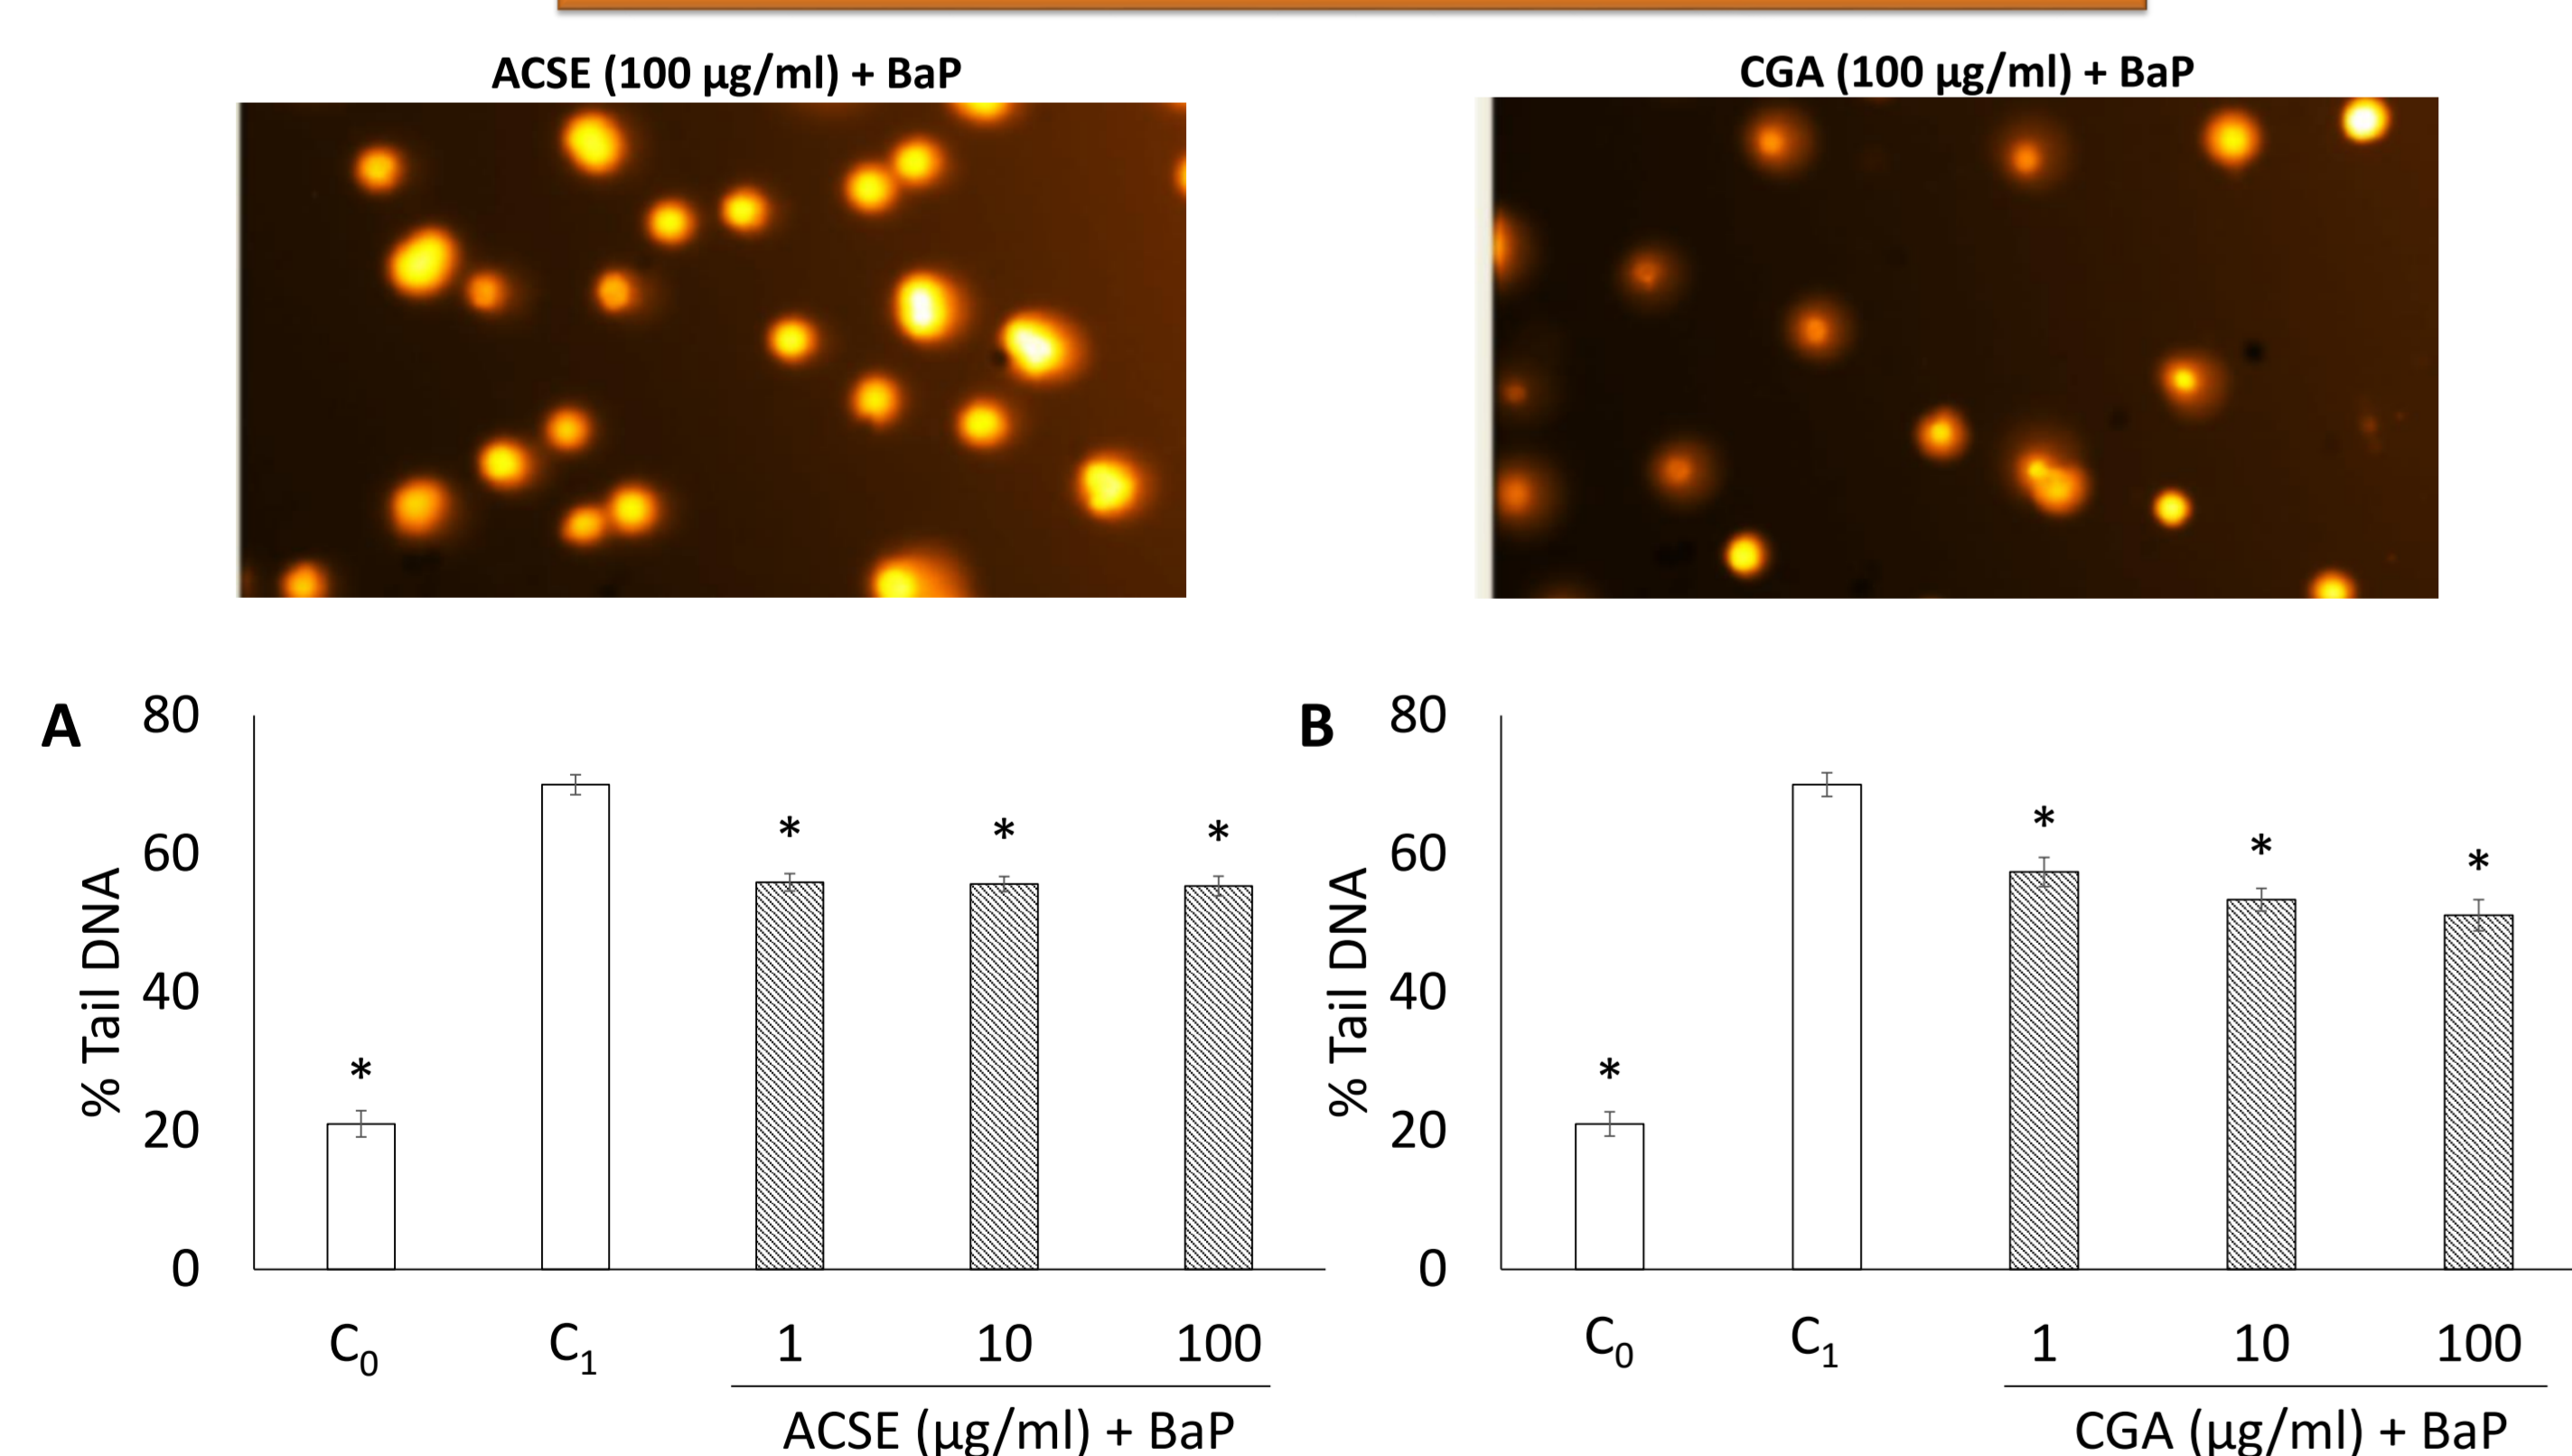 ACSE (100 µg/ml) + BaP
CGA (100 µg/ml) + BaP
A
80
60
40
20
0
% Tail DNA
*
*
*
*
C₀
C₁
1
10
100
ACSE (µg/ml) + BaP
B
80
60
40
20
0
% Tail DNA
*
*
*
*
C₀
C₁
1
10
100
CGA (µg/ml) + BaP